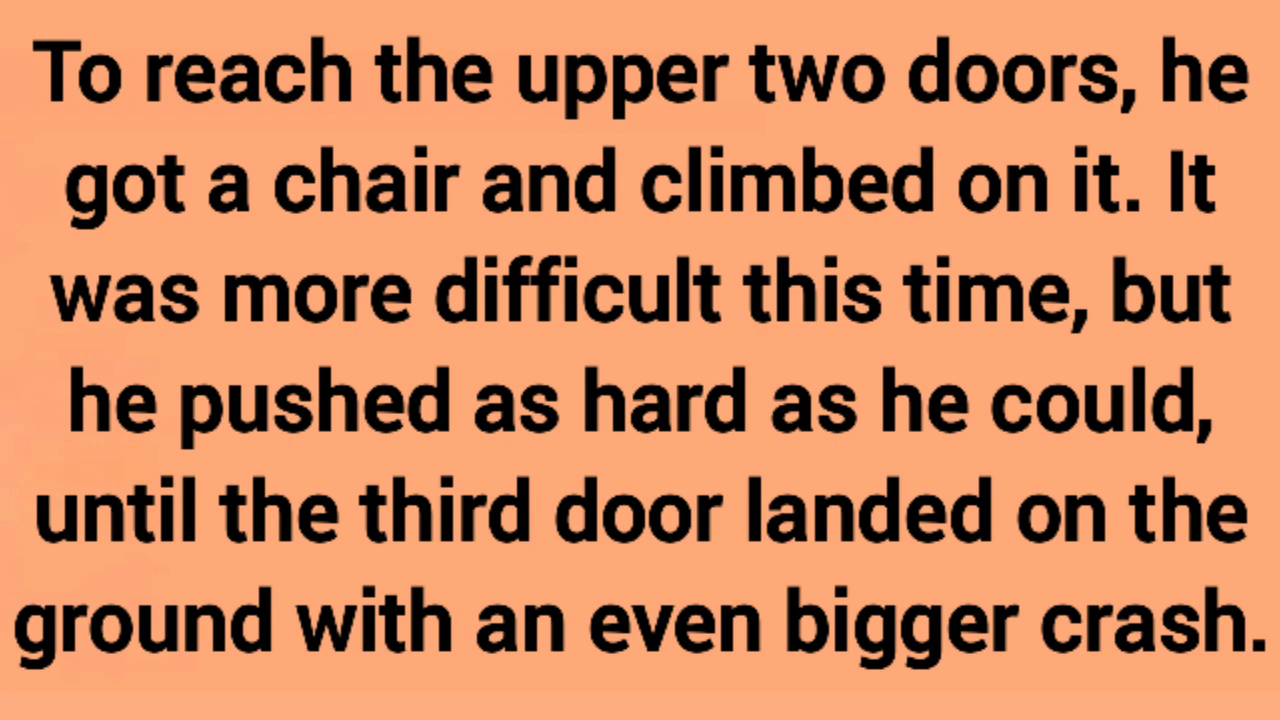 To reach the upper two doors, he
got a chair and climbed on it. It
was more difficult this time, but
he pushed as hard as he could,
until the third door landed on the
ground with an even bigger crash.